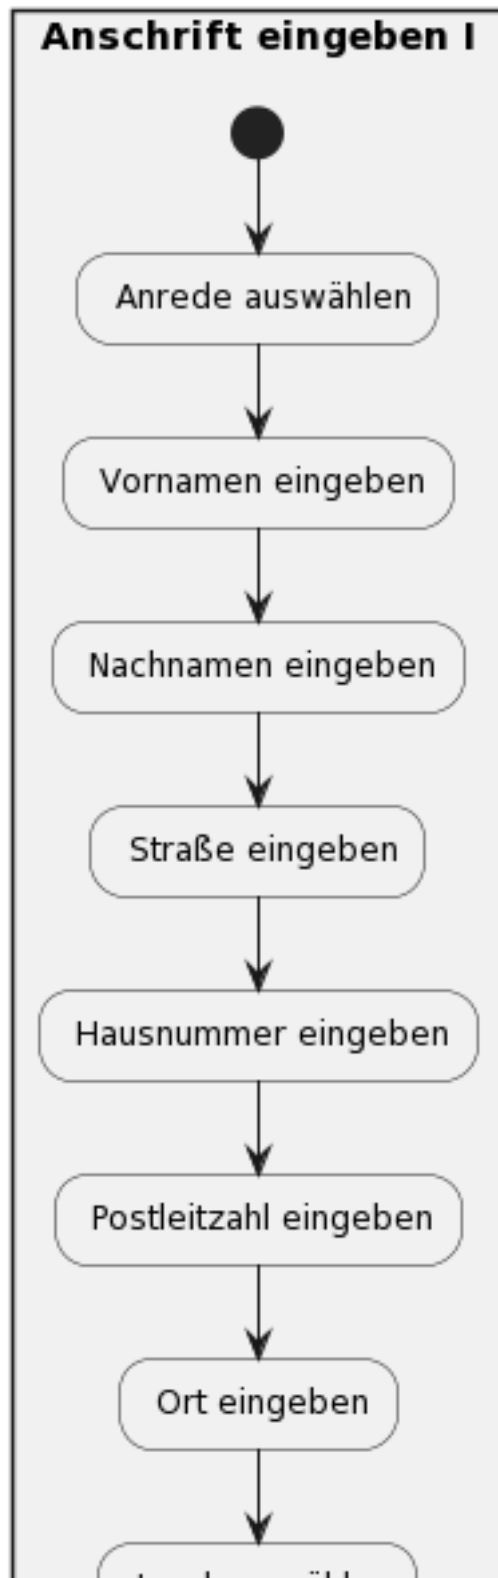 Anschrift eingeben I
Anrede auswählen
Vornamen eingeben
Nachnamen eingeben
Straße eingeben
Hausnummer eingeben
Postleitzahl eingeben
Ort eingeben